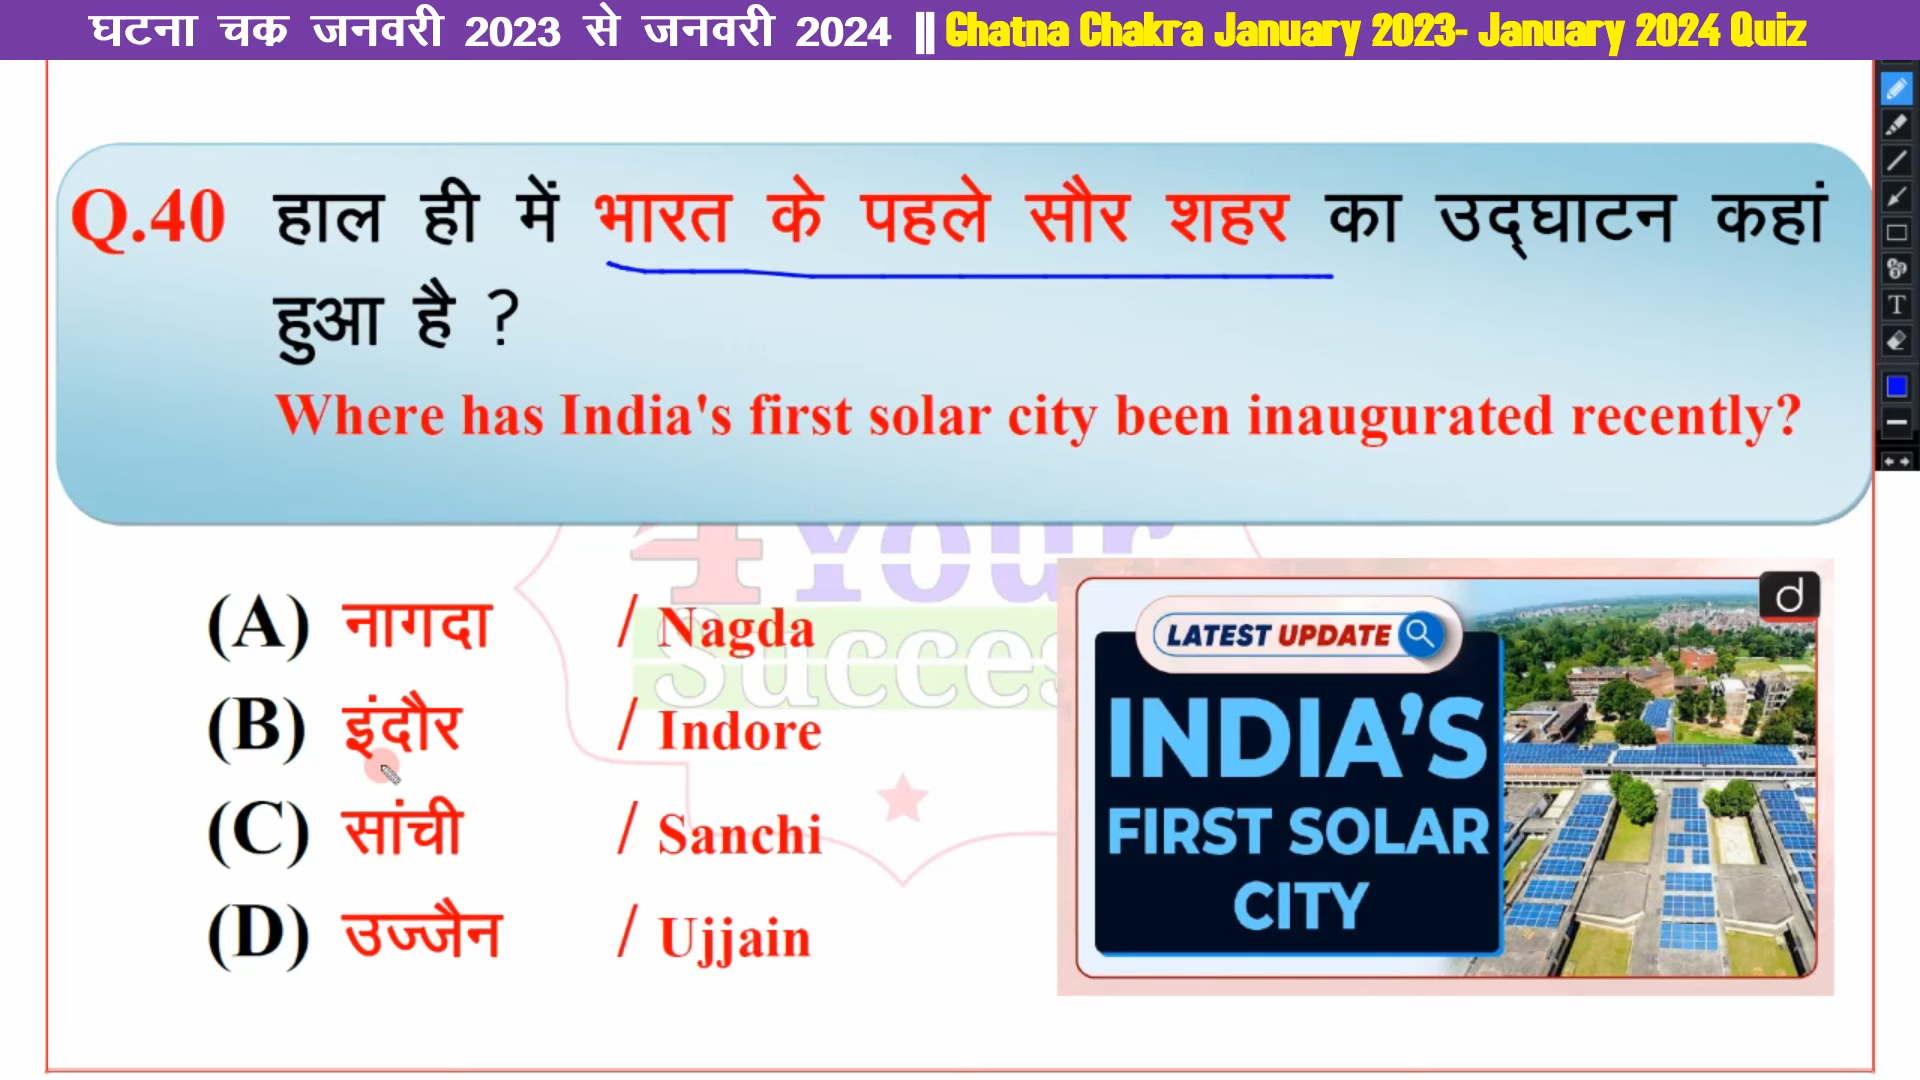 घटना चक्र जनवरी 2023 से जनवरी 2024 || Ghatna Chakra January 2023- January 2024 Quiz
Q.40 हाल ही में भारत के पहले सौर शहर का उद्घाटन कहां
हुआ है ?
Where has India's first solar city been inaugurated recently?
4Your
Success
(A) नागदा / Nagda
(B) इंदौर / Indore
(C) सांची / Sanchi
(D) उज्जैन / Ujjain
d
LATEST UPDATE
INDIA'S
FIRST SOLAR
CITY
T